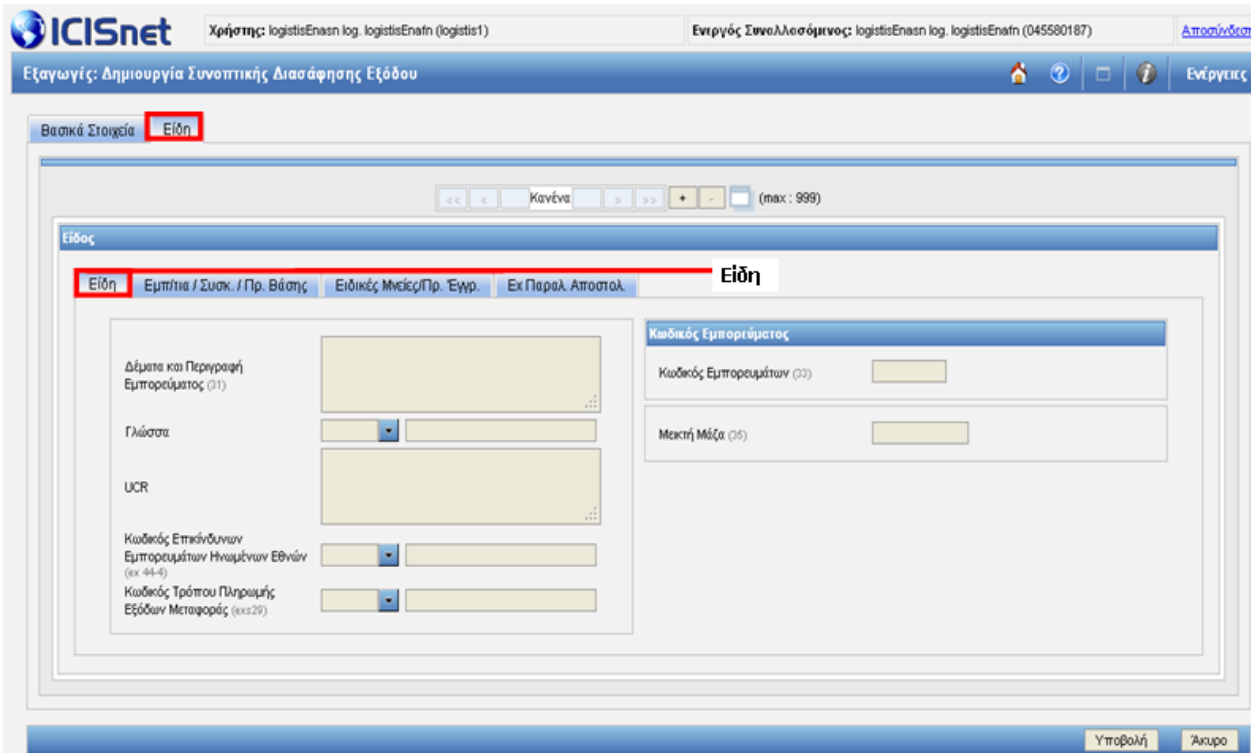 ICISnet
Χρήστης: logistisEnasn log. logistisEnafn (logistis1)
Ενεργός Συναλλασόμενος: logistisEnasn log. logistisEnafn (045580187)
Αποσύνδεση
Εξαγωγές: Δημιουργία Συνοπτικής Διασάφησης Εξόδου
Ενέργειες
Βασικά Στοιχεία
Είδη
<< < Κανένα > >> + - (max : 999)
Είδος
Είδη
Εμπ/τια / Συσκ. / Πρ. Βάσης
Ειδικές Μνείες/Πρ. Έγγρ.
Εχ Παραλ. Αποστολ.
Είδη
Δέματα και Περιγραφή
Εμπορεύματος (31)
Γλώσσα
UCR
Κωδικός Επικίνδυνων
Εμπορευμάτων Ηνωμένων Εθνών
(ex 44-4)
Κωδικός Τρόπου Πληρωμής
Εξόδων Μεταφοράς (exs29)
Κωδικός Εμπορεύματος
Κωδικός Εμπορευμάτων (33)
Μεικτή Μάζα (35)
Υποβολή
Άκυρο